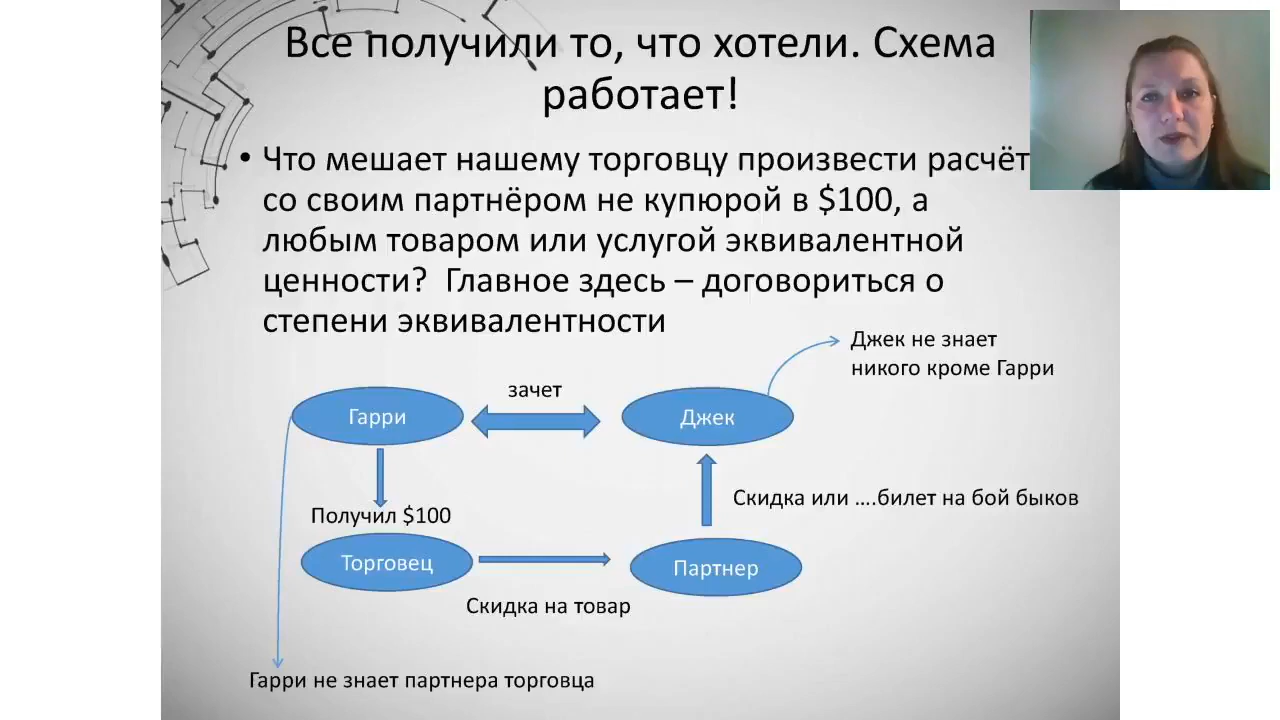 Все получили то, что хотели. Схема
работает!
• Что мешает нашему торговцу произвести расчёт
со своим партнёром не купюрой в $100, а
любым товаром или услугой эквивалентной
ценности?  Главное здесь – договориться о
степени эквивалентности
Джек не знает
никого кроме Гарри
зачет
Гарри
Джек
Скидка или ….билет на бой быков
Получил $100
Торговец
Партнер
Скидка на товар
Гарри не знает партнера торговца